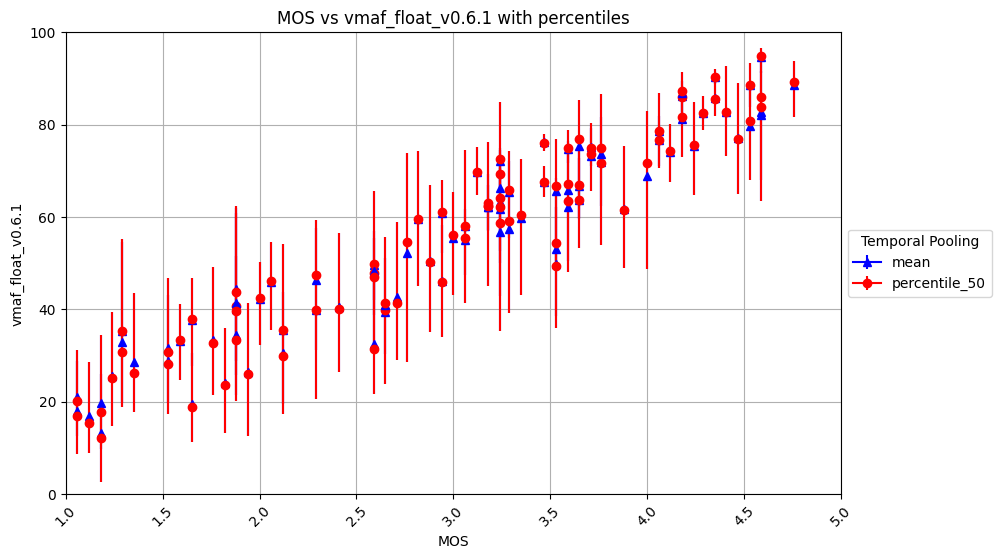 MOS vs vmaf_float_v0.6.1 with percentiles
100
80
60
40
20
0
vmaf_float_v0.6.1
1.0
1.5
2.0
2.5
3.0
3.5
4.0
4.5
5.0
MOS
Temporal Pooling
mean
percentile_50